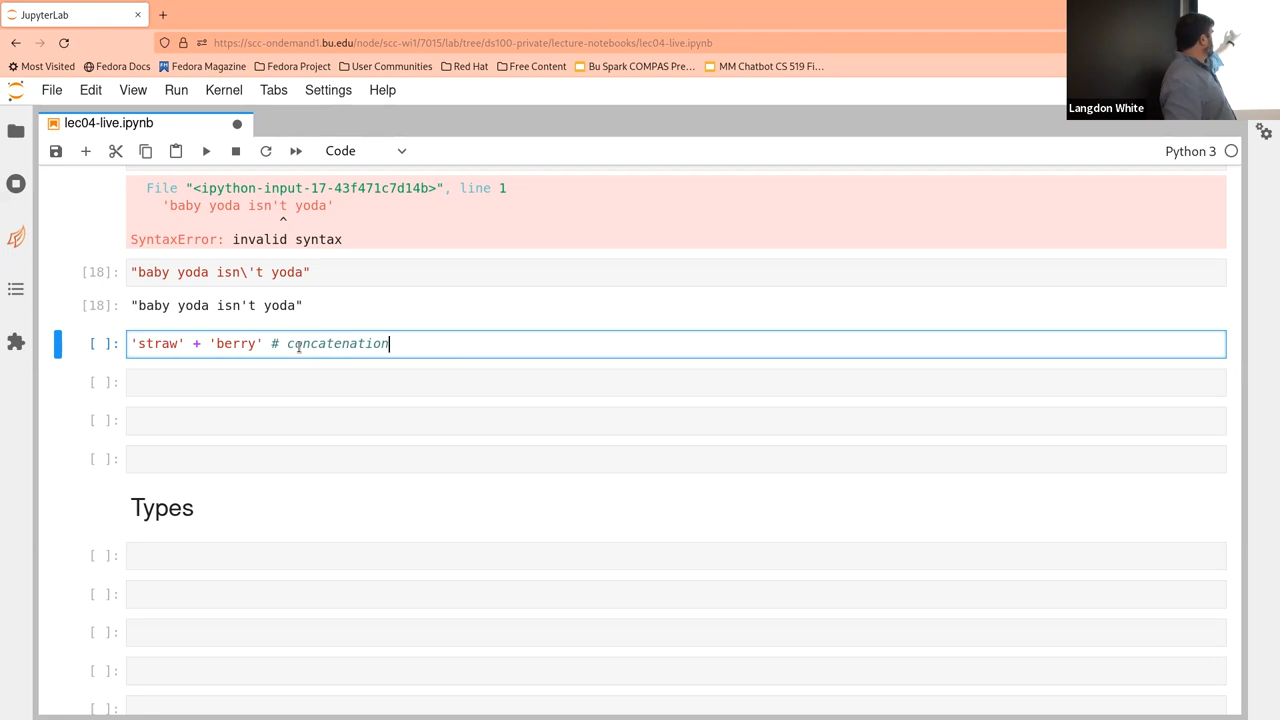 JupyterLab
https://scc-ondemand1.bu.edu/node/scc-wi1/7015/lab/tree/ds100-private/lecture-notebooks/lec04-live.ipynb
Most Visited Fedora Docs Fedora Magazine Fedora Project User Communities Red Hat Free Content Bu Spark COMPAS Pre... MM Chatbot CS 519 Fi...
Langdon White
File Edit View Run Kernel Tabs Settings Help
lec04-live.ipynb
Code Python 3
File "<ipython-input-17-43f471c7d14b>", line 1
'baby yoda isn't yoda'
^
SyntaxError: invalid syntax
[18]: "baby yoda isn\'t yoda"
[18]: "baby yoda isn't yoda"
[ ]: 'straw' + 'berry' # concatenation
[ ]:
[ ]:
[ ]:
Types
[ ]:
[ ]:
[ ]:
[ ]:
[ ]: